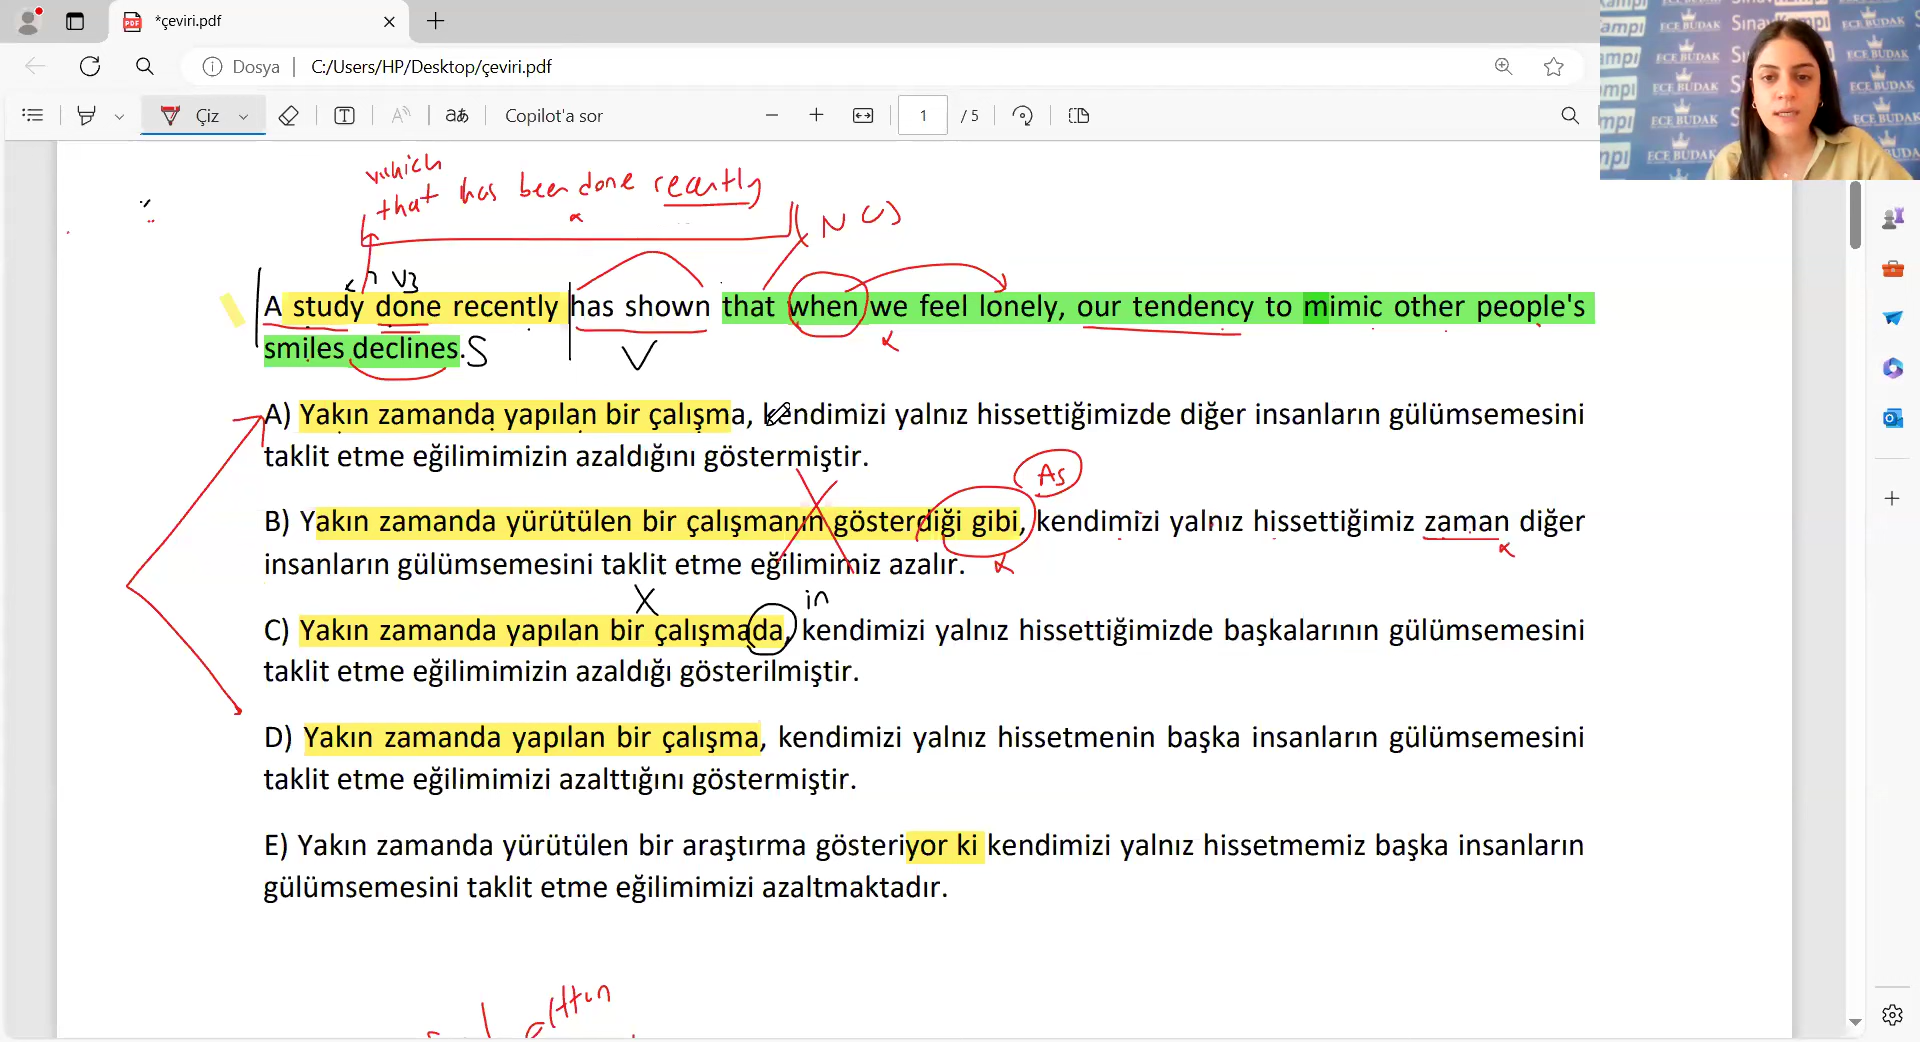 *çeviri.pdf
Dosya
C:/Users/HP/Desktop/çeviri.pdf
Çiz
Copilot'a sor
1 / 5
SınavKampı
ECE BUDAK
which
that has been done recently
N
V3
A study done recently has shown that when we feel lonely, our tendency to mimic other people's
smiles declines. S
V
A) Yakın zamanda yapılan bir çalışma, kendimizi yalnız hissettiğimizde diğer insanların gülümsemesini
taklit etme eğilimimizin azaldığını göstermiştir.
As
B) Yakın zamanda yürütülen bir çalışmanın gösterdiği gibi, kendimizi yalnız hissettiğimiz zaman diğer
insanların gülümsemesini taklit etme eğilimimiz azalır.
X
in
C) Yakın zamanda yapılan bir çalışmada, kendimizi yalnız hissettiğimizde başkalarının gülümsemesini
taklit etme eğilimimizin azaldığı gösterilmiştir.
D) Yakın zamanda yapılan bir çalışma, kendimizi yalnız hissetmenin başka insanların gülümsemesini
taklit etme eğilimimizi azalttığını göstermiştir.
E) Yakın zamanda yürütülen bir araştırma gösteriyor ki kendimizi yalnız hissetmemiz başka insanların
gülümsemesini taklit etme eğilimimizi azaltmaktadır.